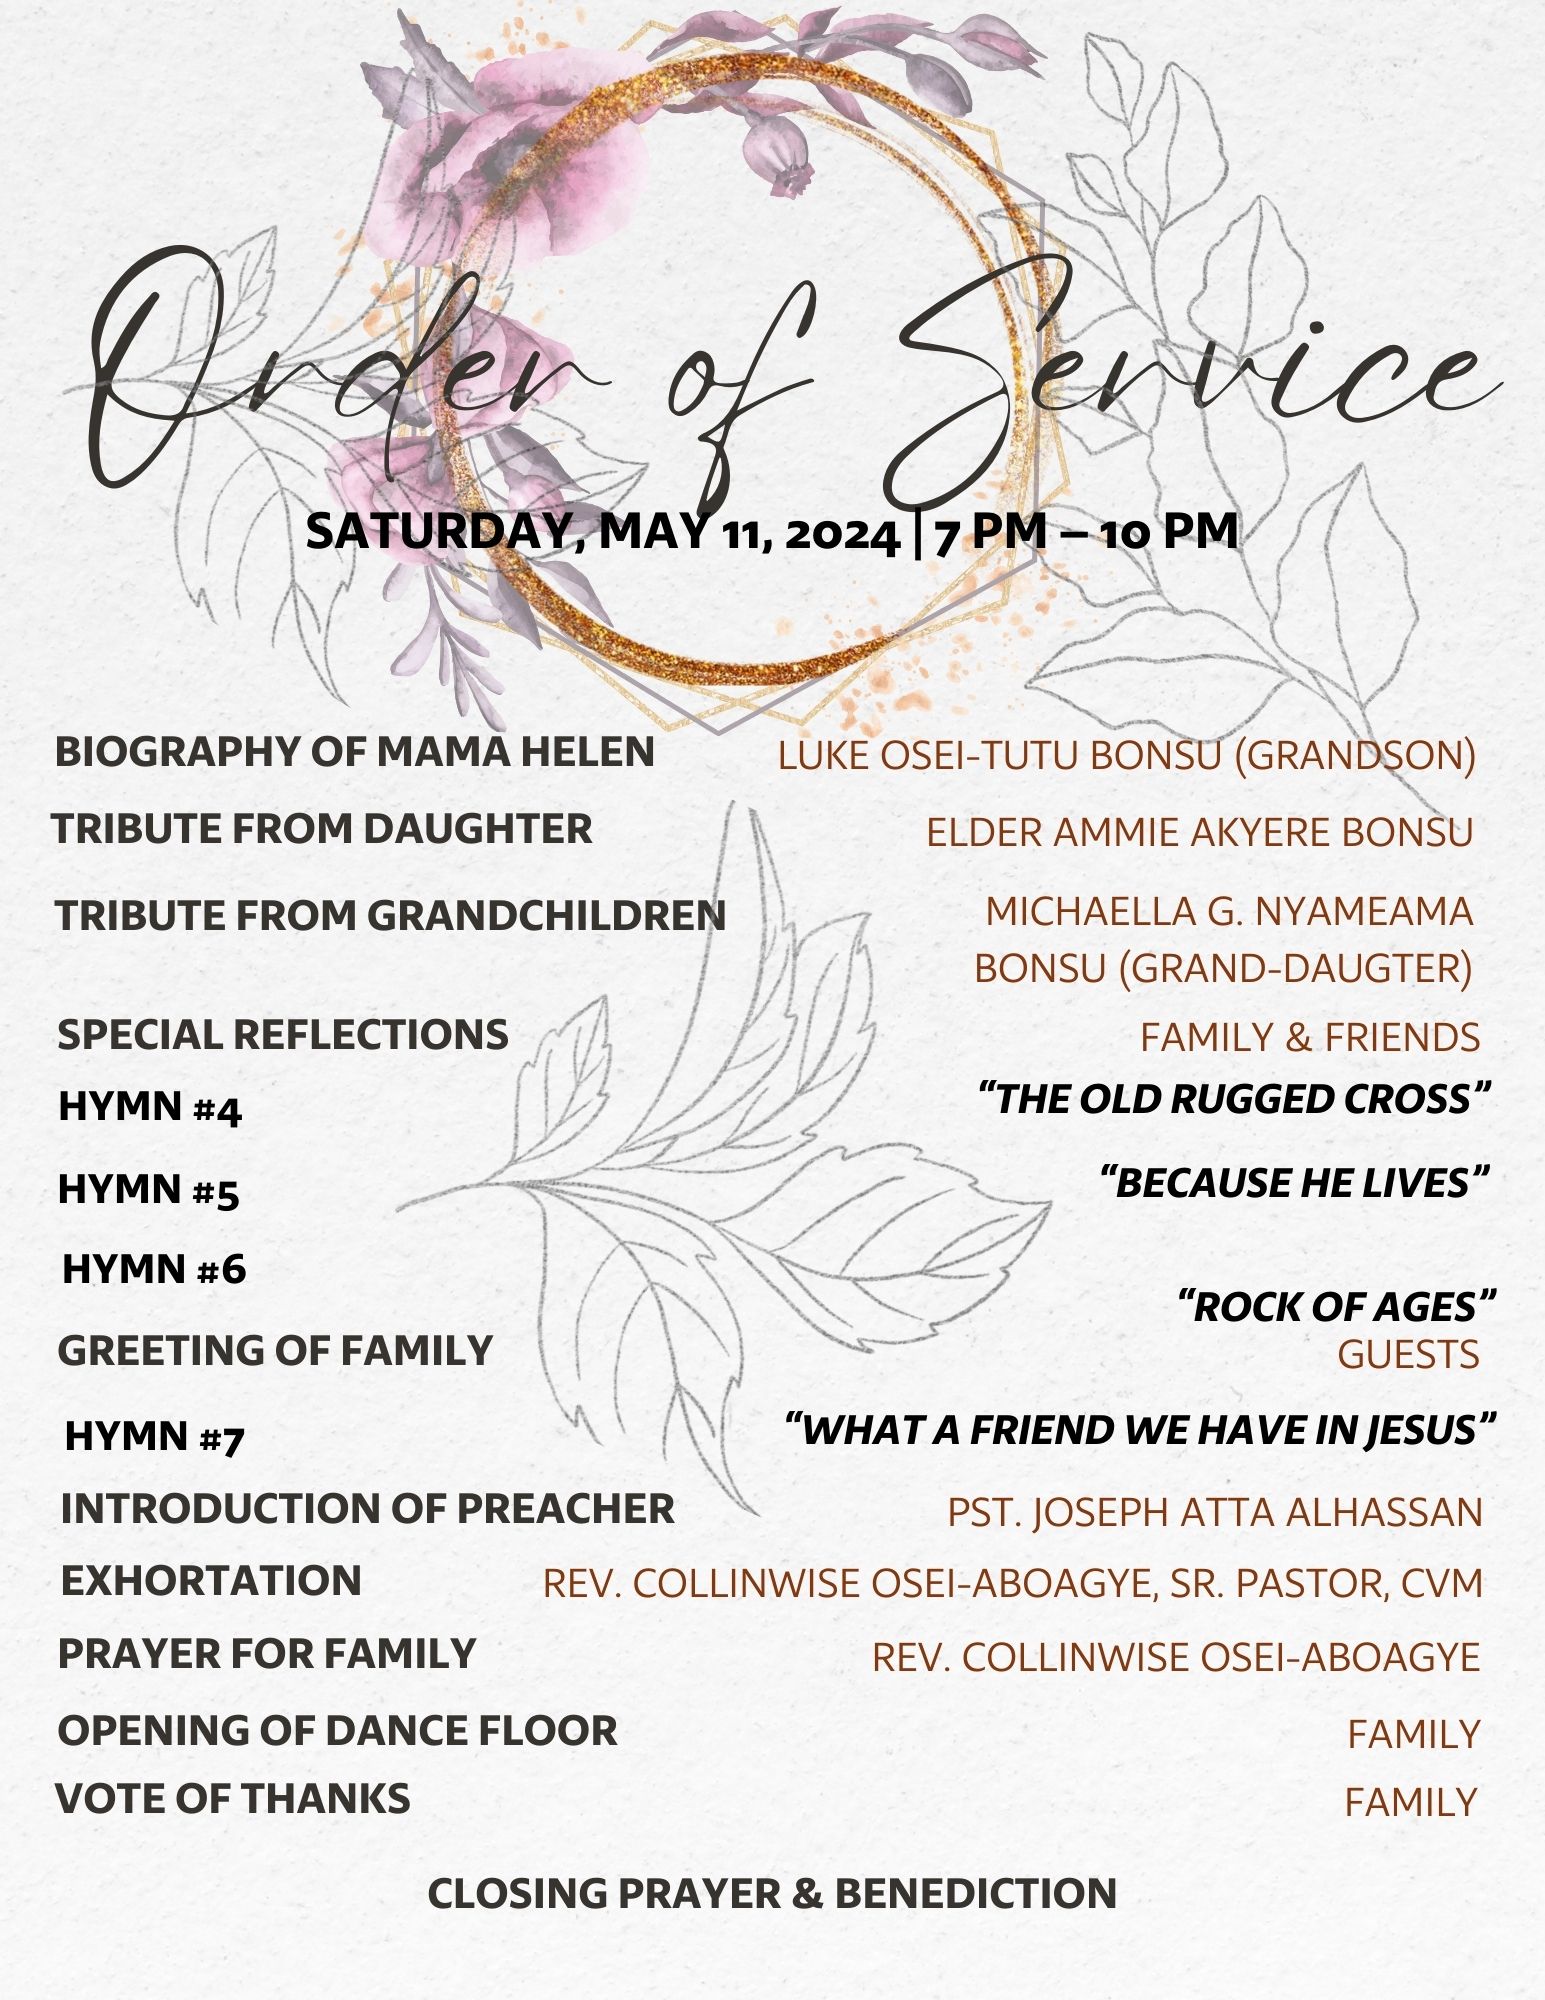 Order of Service
SATURDAY, MAY 11, 2024 | 7 PM – 10 PM
BIOGRAPHY OF MAMA HELEN LUKE OSEI-TUTU BONSU (GRANDSON)
TRIBUTE FROM DAUGHTER ELDER AMMIE AKYERE BONSU
TRIBUTE FROM GRANDCHILDREN MICHAELLA G. NYAMEAMA
BONSU (GRAND-DAUGTER)
SPECIAL REFLECTIONS FAMILY & FRIENDS
HYMN #4 “THE OLD RUGGED CROSS”
HYMN #5 “BECAUSE HE LIVES”
HYMN #6 “ROCK OF AGES”
GREETING OF FAMILY GUESTS
HYMN #7 “WHAT A FRIEND WE HAVE IN JESUS”
INTRODUCTION OF PREACHER PST. JOSEPH ATTA ALHASSAN
EXHORTATION REV. COLLINWISE OSEI-ABOAGYE, SR. PASTOR, CVM
PRAYER FOR FAMILY REV. COLLINWISE OSEI-ABOAGYE
OPENING OF DANCE FLOOR FAMILY
VOTE OF THANKS FAMILY
CLOSING PRAYER & BENEDICTION